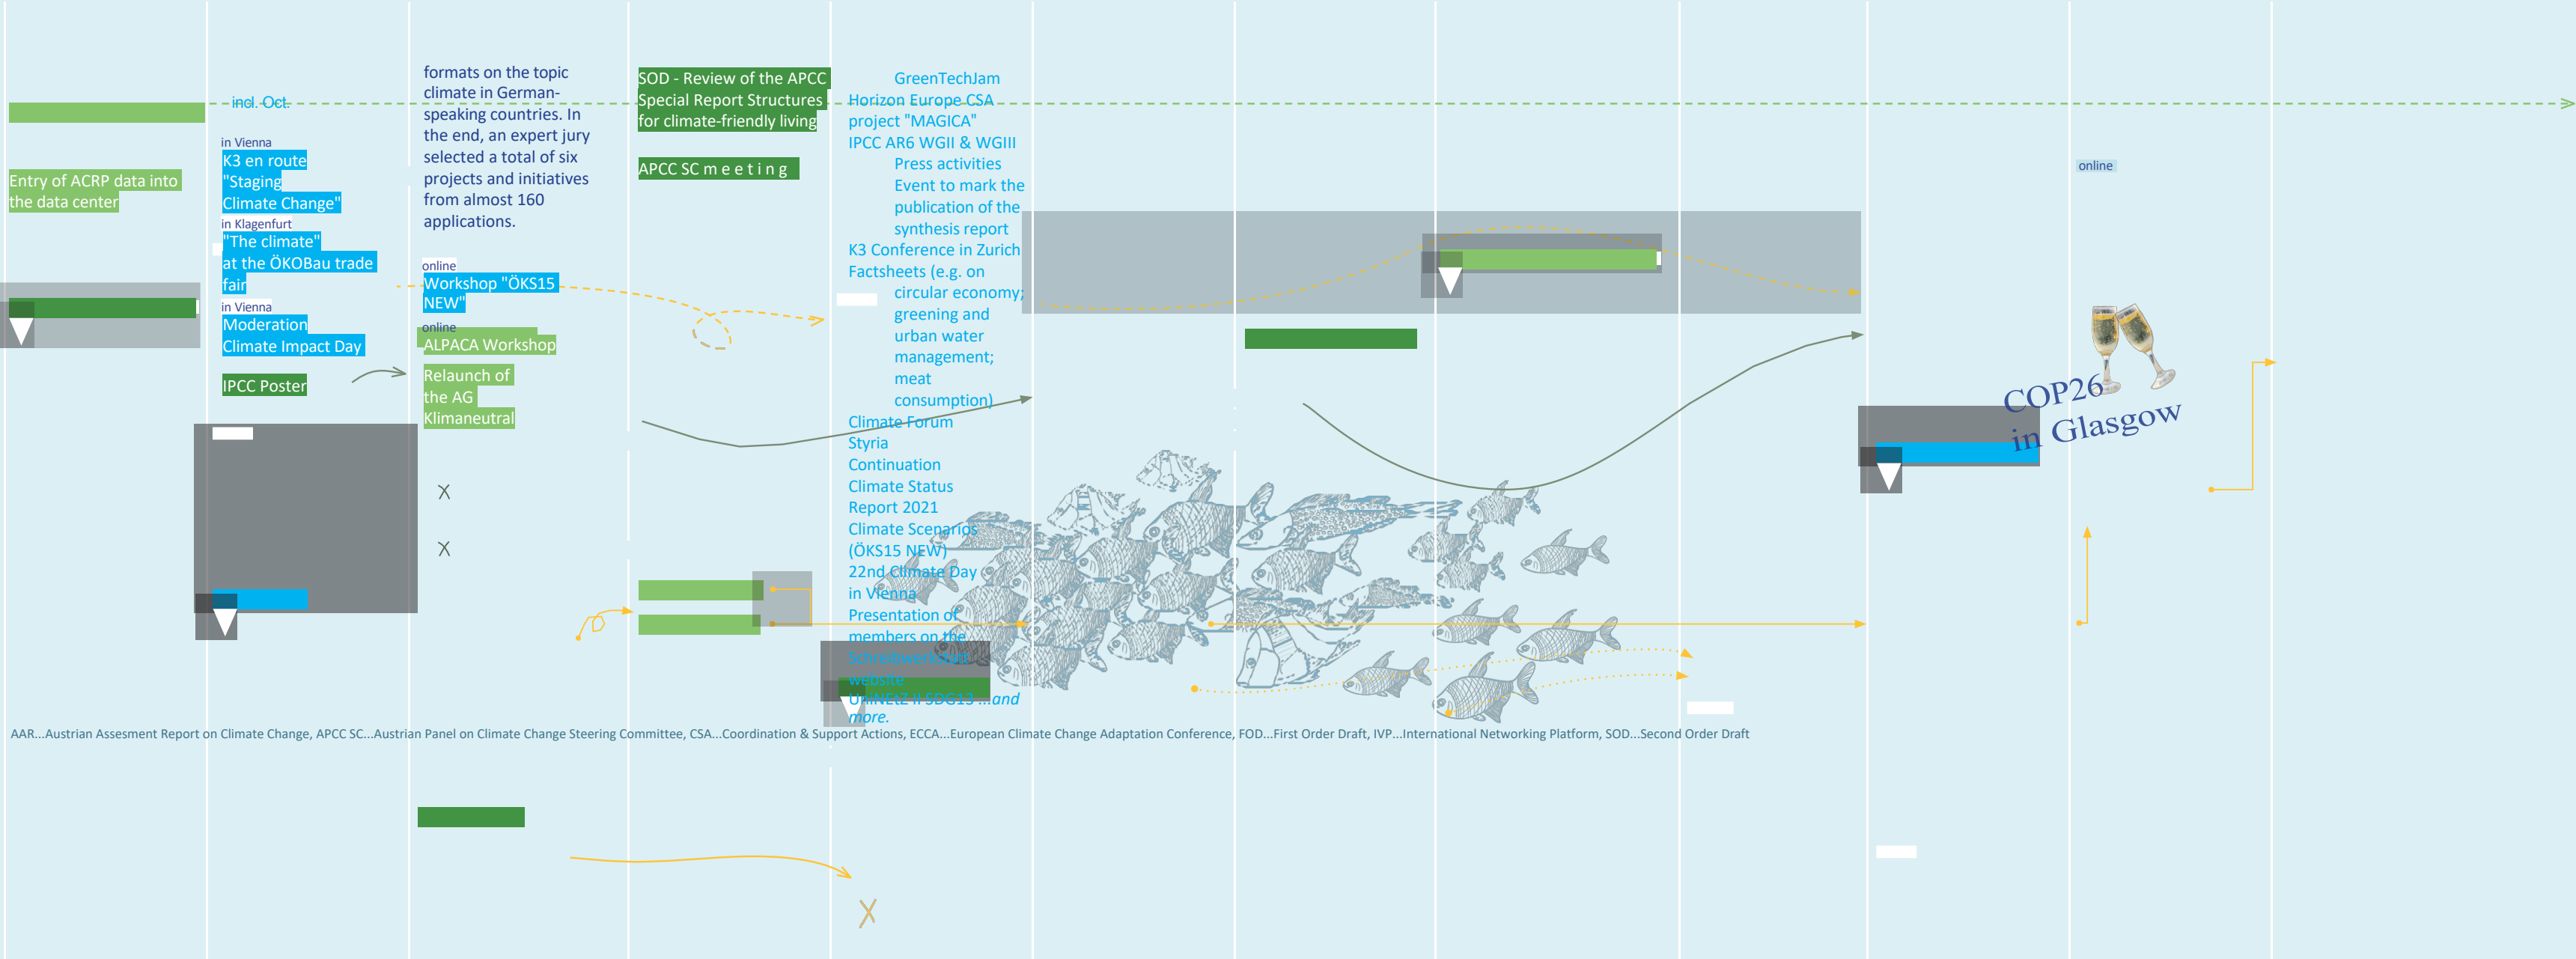 incl. Oct.
Entry of ACRP data into
the data center
in Vienna
K3 en route
"Staging
Climate Change"
in Klagenfurt
"The climate"
at the ÖKOBau trade
fair
in Vienna
Moderation
Climate Impact Day
IPCC Poster
formats on the topic
climate in German-
speaking countries. In
the end, an expert jury
selected a total of six
projects and initiatives
from almost 160
applications.
online
Workshop "ÖKS15
NEW"
online
ALPACA Workshop
Relaunch of
the AG
Klimaneutral
SOD - Review of the APCC
Special Report Structures
for climate-friendly living
APCC SC meeting
GreenTechJam
Horizon Europe CSA
project "MAGICA"
IPCC AR6 WGII & WGIII
Press activities
Event to mark the
publication of the
synthesis report
K3 Conference in Zurich
Factsheets (e.g. on
circular economy;
greening and
urban water
management;
meat
consumption)
Climate Forum
Styria
Continuation
Climate Status
Report 2021
Climate Scenarios
(ÖKS15 NEW)
22nd Climate Day
in Vienna
Presentation of
members on the
Schreibwerkstatt
website
UniNEtZ II SDG13 ...and
more.
online
COP26
in Glasgow
AAR...Austrian Assesment Report on Climate Change, APCC SC...Austrian Panel on Climate Change Steering Committee, CSA...Coordination & Support Actions, ECCA...European Climate Change Adaptation Conference, FOD...First Order Draft, IVP...International Networking Platform, SOD...Second Order Draft